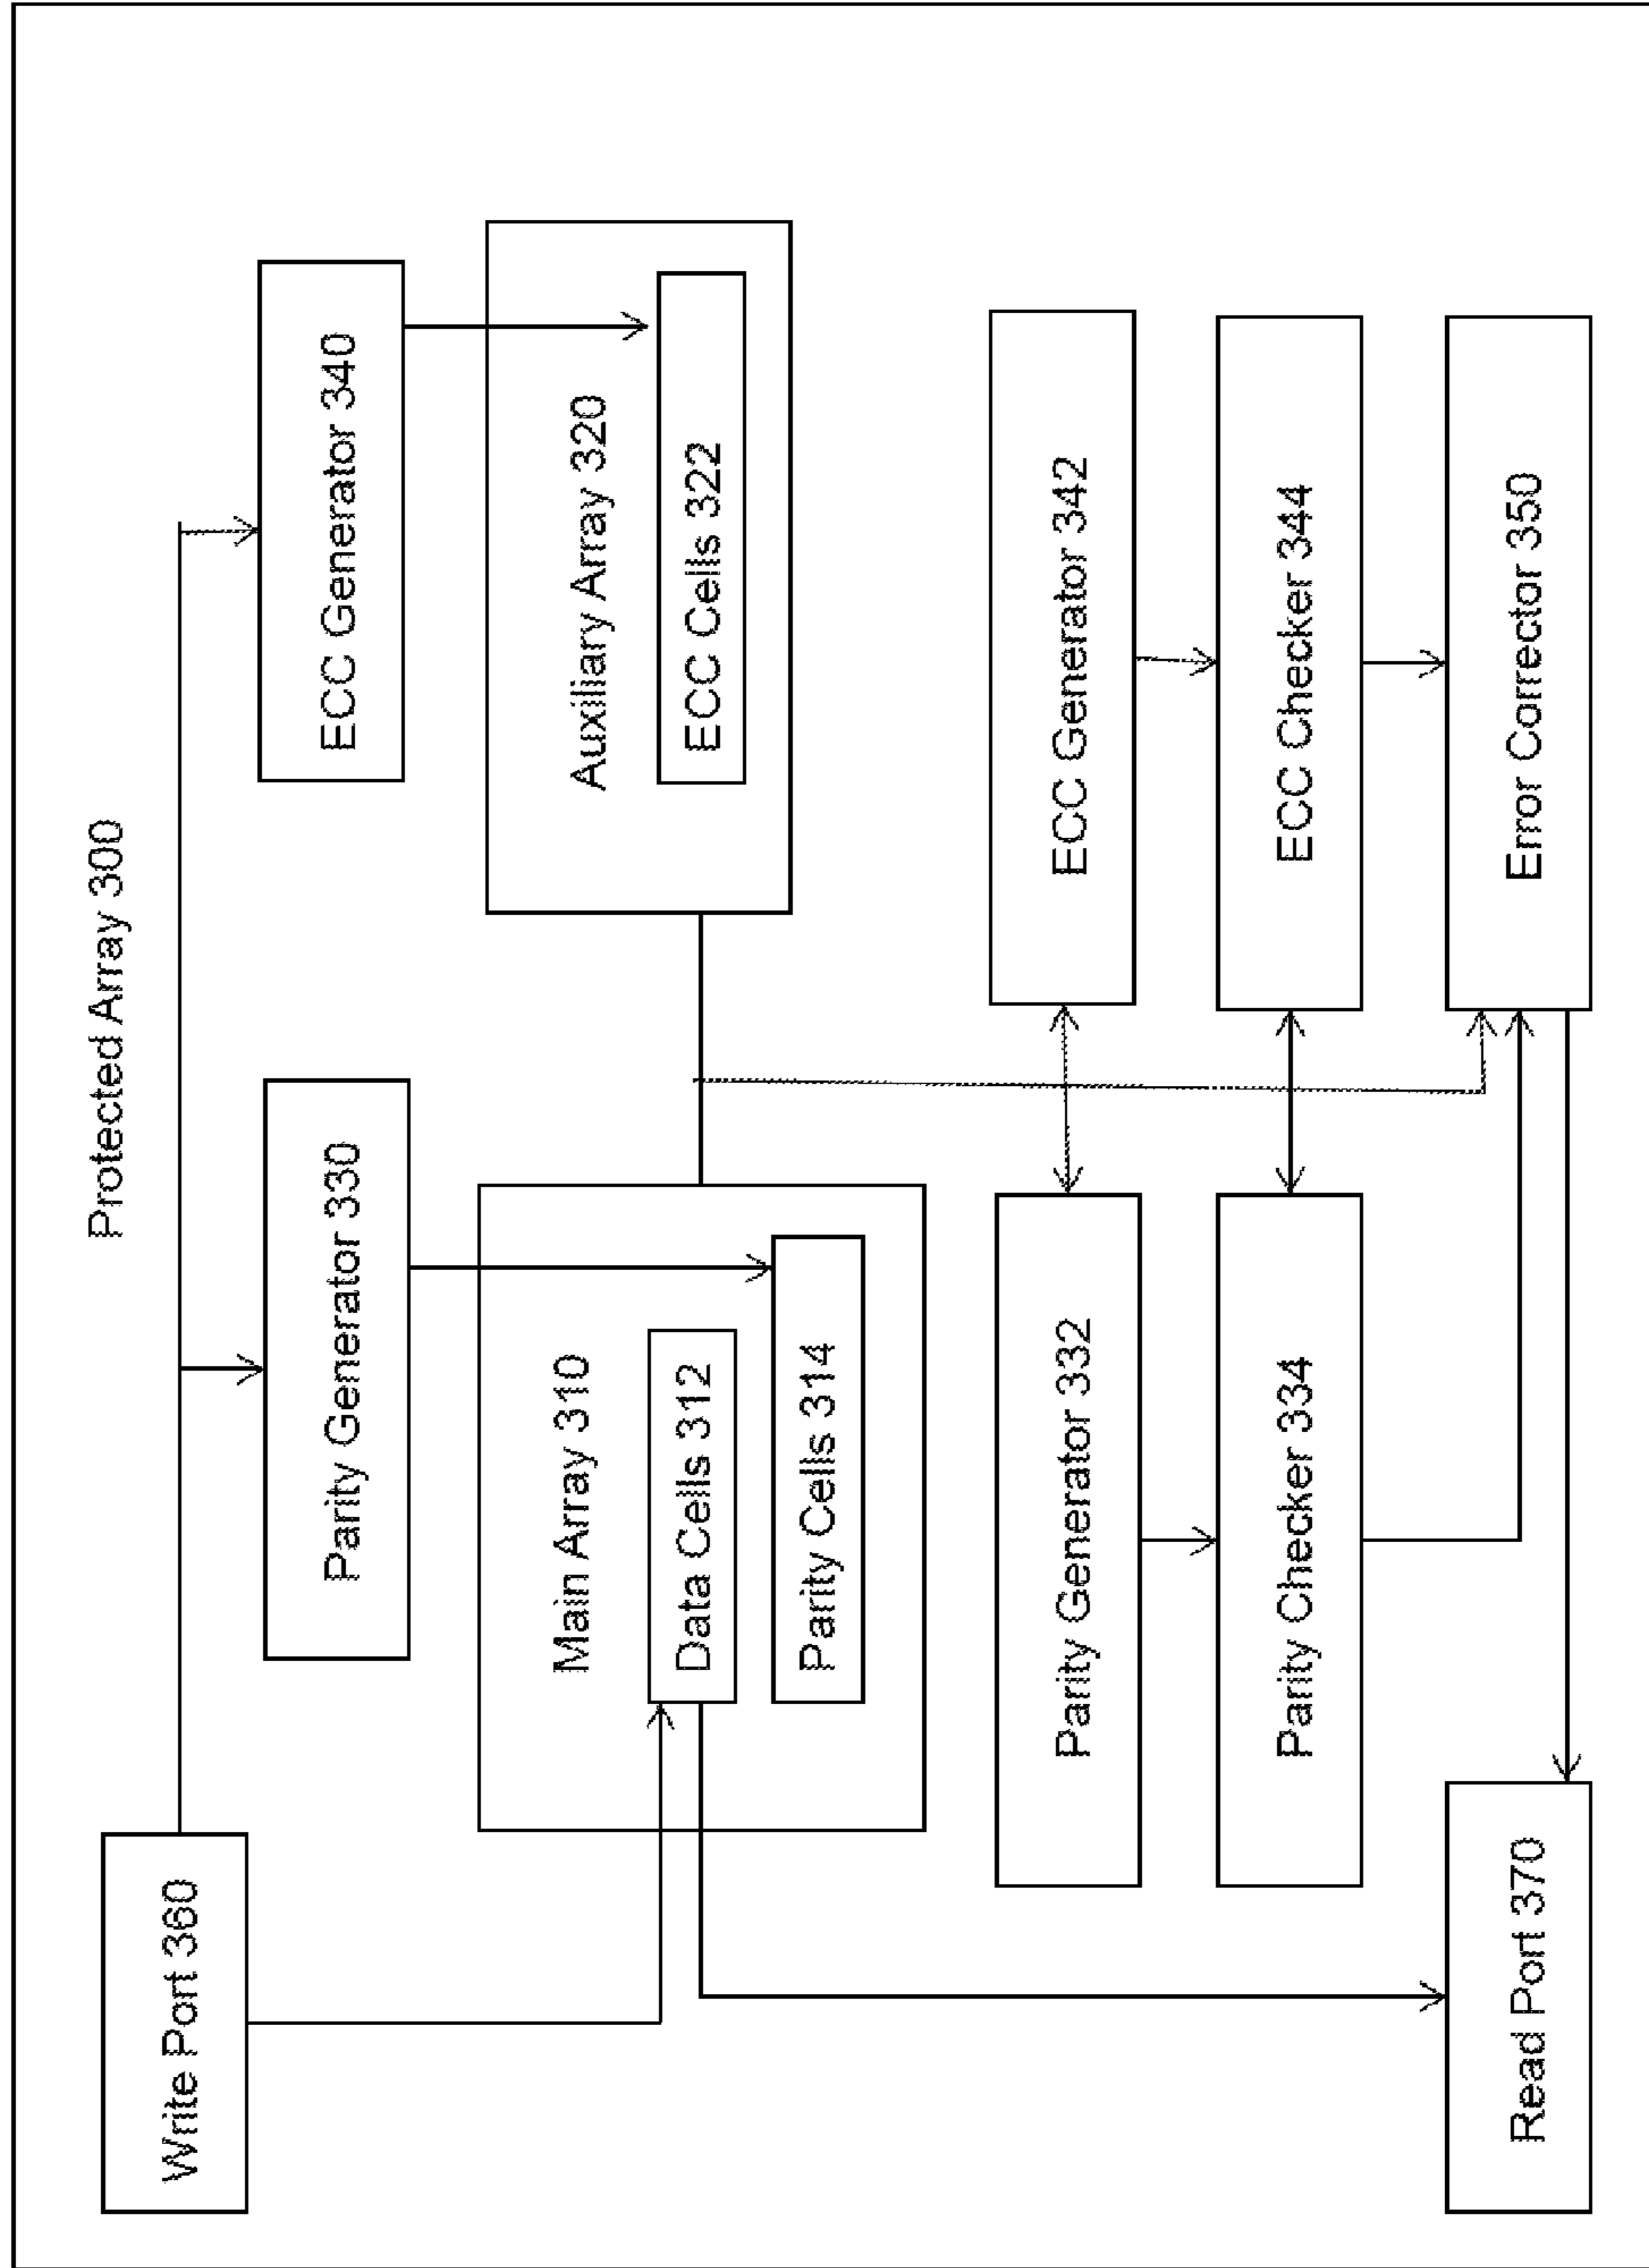 Protected Array 300
Write Port 360
Parity Generator 330
ECC Generator 340
Main Array 310
Data Cells 312
Parity Cells 314
Auxiliary Array 320
ECC Cells 322
Parity Generator 332
ECC Generator 342
Parity Checker 334
ECC Checker 344
Read Port 370
Error Corrector 350